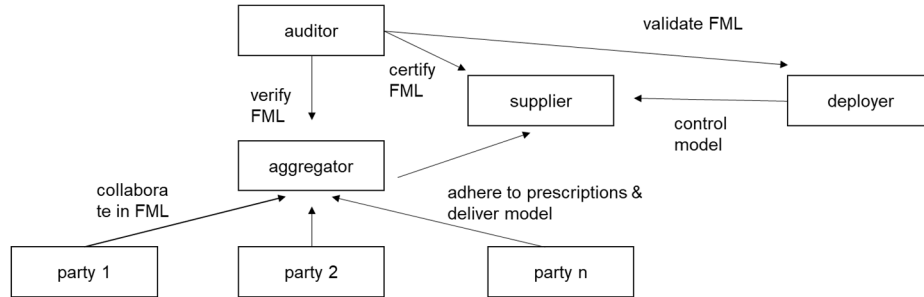 auditor
validate FML
certify
FML
verify
FML
supplier
deployer
control
model
aggregator
collabora
te in FML
adhere to prescriptions &
deliver model
party 1
party 2
party n